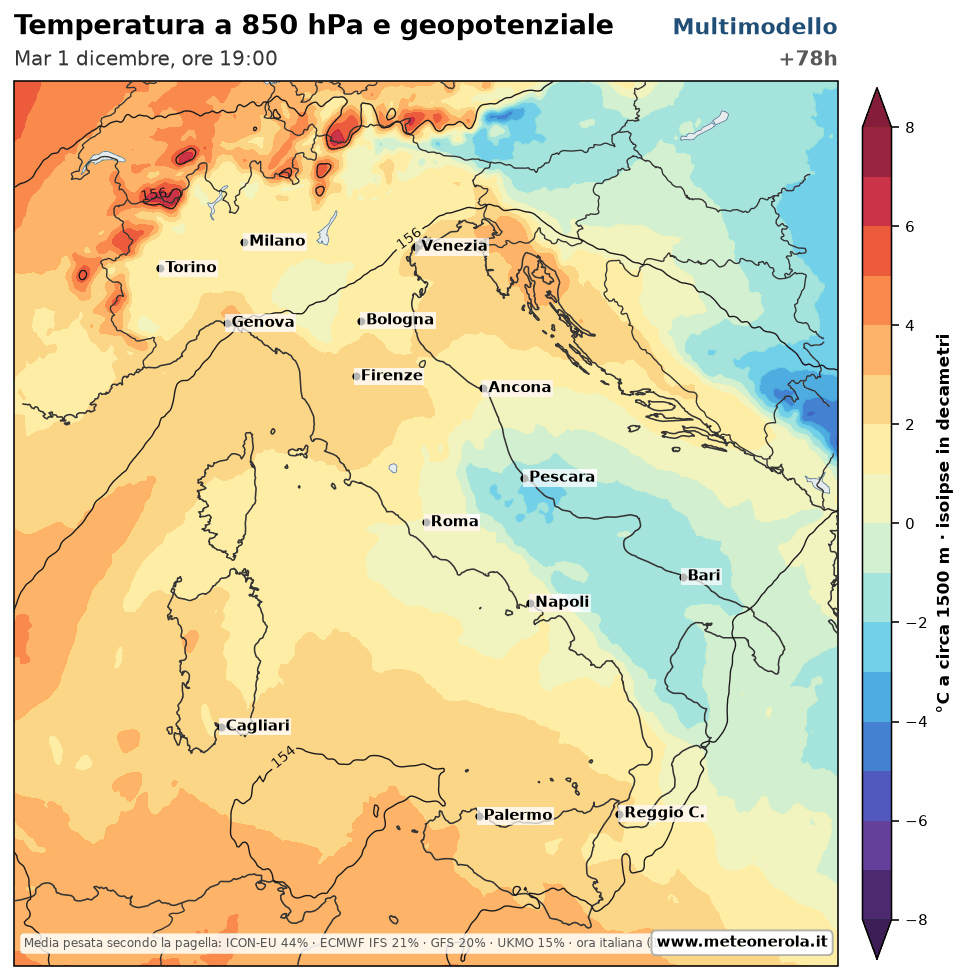 Temperatura a 850 hPa e geopotenziale
Multimodello
Mar 1 dicembre, ore 19:00
+78h
8
6
4
2
0
−2
−4
−6
−8
°C a circa 1500 m · isoipse in decametri
156
156
154
Milano
Venezia
Torino
Genova
Bologna
Firenze
Ancona
Pescara
Roma
Bari
Napoli
Cagliari
Palermo
Reggio C.
Media pesata secondo la pagella: ICON-EU 44% · ECMWF IFS 21% · GFS 20% · UKMO 15% · ora italiana (
www.meteonerola.it